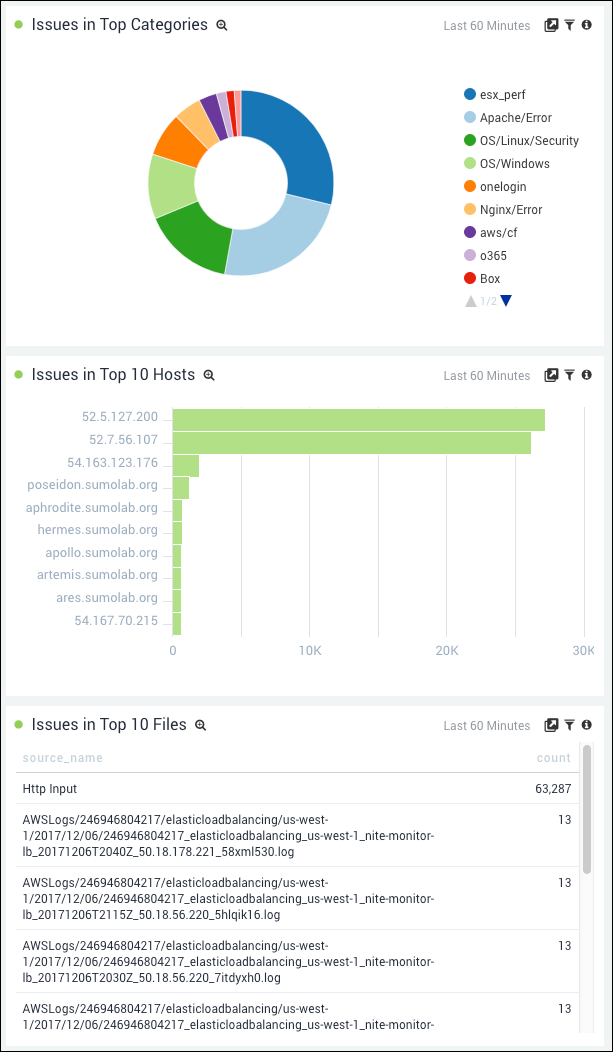 Issues in Top Categories
Last 60 Minutes
esx_perf
Apache/Error
OS/Linux/Security
OS/Windows
onelogin
Nginx/Error
aws/cf
o365
Box
1/2
Issues in Top 10 Hosts
Last 60 Minutes
52.5.127.200
52.7.56.107
54.163.123.176
poseidon.sumolab.org
aphrodite.sumolab.org
hermes.sumolab.org
apollo.sumolab.org
artemis.sumolab.org
ares.sumolab.org
54.167.70.215
0 10K 20K 30K
Issues in Top 10 Files
Last 60 Minutes
source_name count
Http Input 63,287
AWSLogs/246946804217/elasticloadbalancing/us-west- 13
1/2017/12/06/246946804217_elasticloadbalancing_us-west-1_nite-monitor-
lb_20171206T2040Z_50.18.178.221_58xml530.log
AWSLogs/246946804217/elasticloadbalancing/us-west- 13
1/2017/12/06/246946804217_elasticloadbalancing_us-west-1_nite-monitor-
lb_20171206T2115Z_50.18.56.220_5hlqik16.log
AWSLogs/246946804217/elasticloadbalancing/us-west- 13
1/2017/12/06/246946804217_elasticloadbalancing_us-west-1_nite-monitor-
lb_20171206T2030Z_50.18.56.220_7itdyxh0.log
AWSLogs/246946804217/elasticloadbalancing/us-west- 13
1/2017/12/06/246946804217_elasticloadbalancing_us-west-1_nite-monitor-